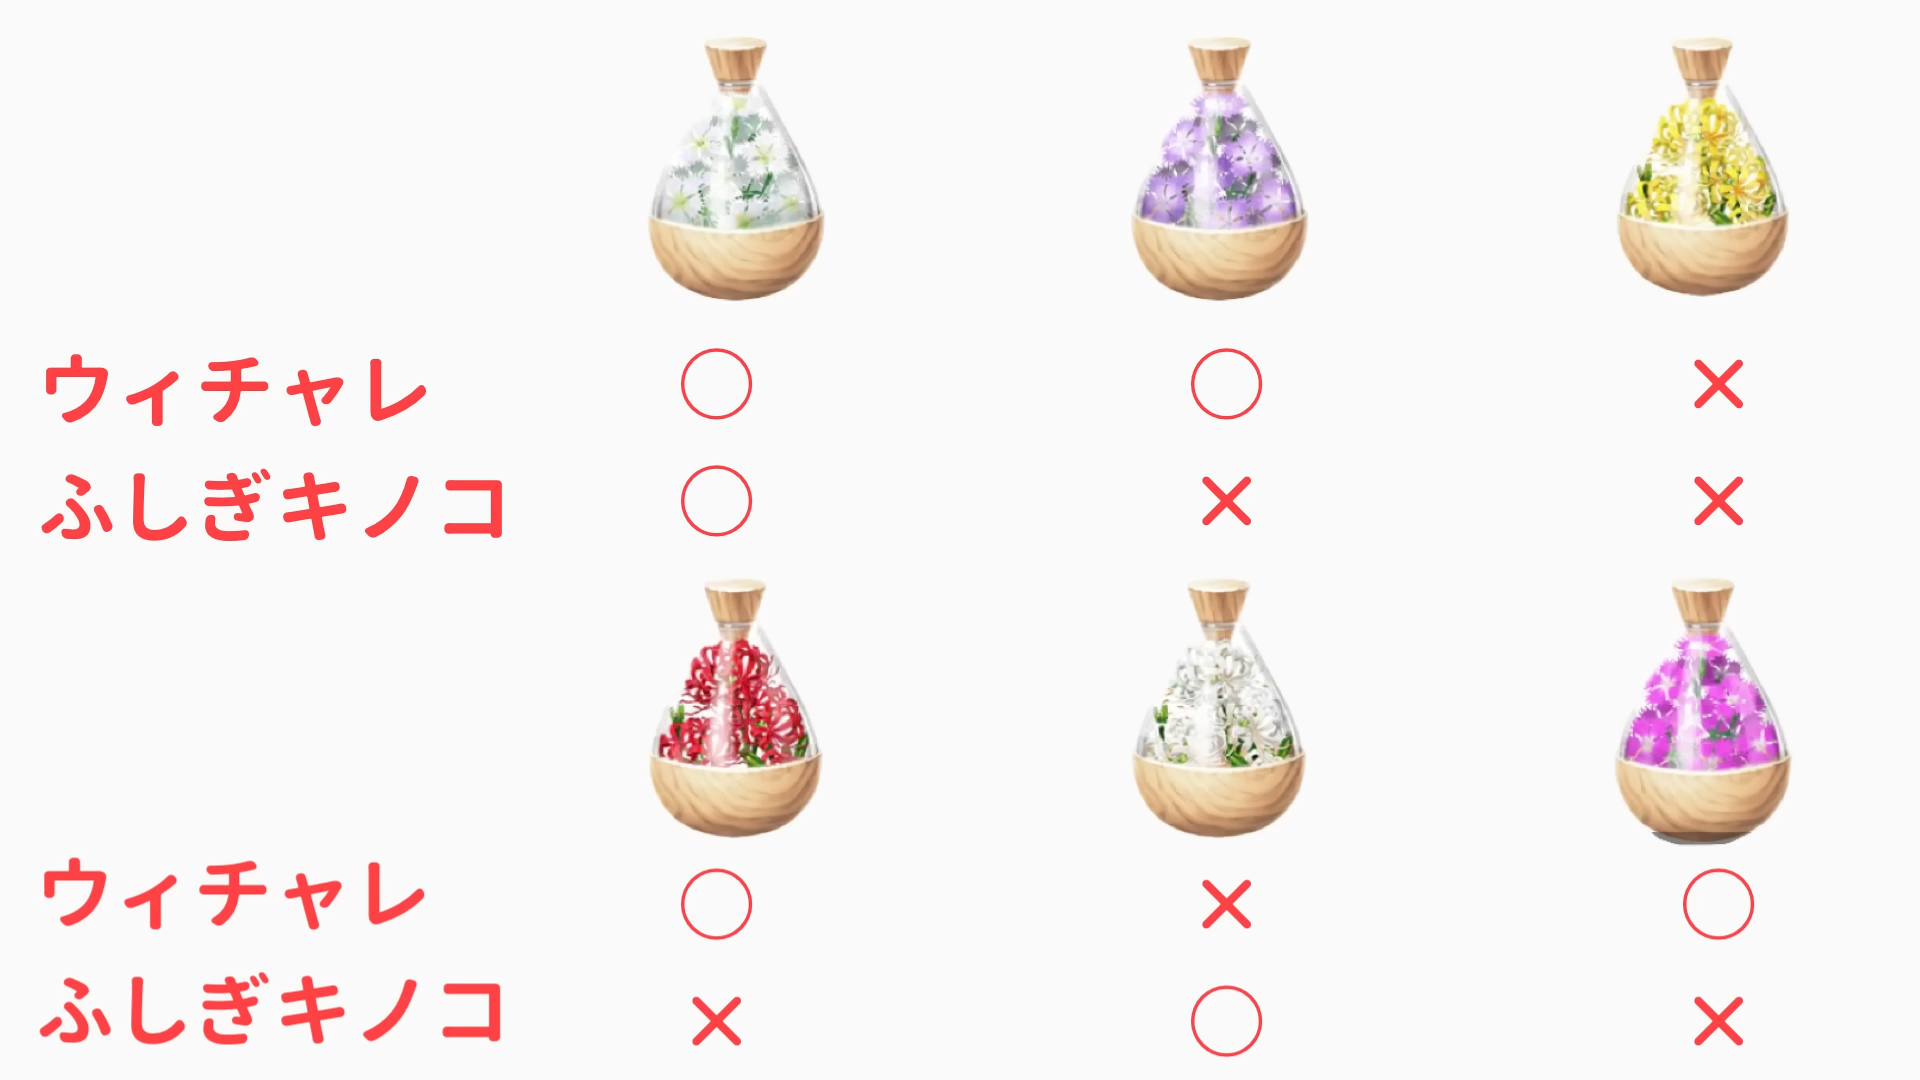 ウィチャレ ○ ○ ×
ふしぎキノコ ○ × ×
ウィチャレ ○ × ○
ふしぎキノコ × ○ ×